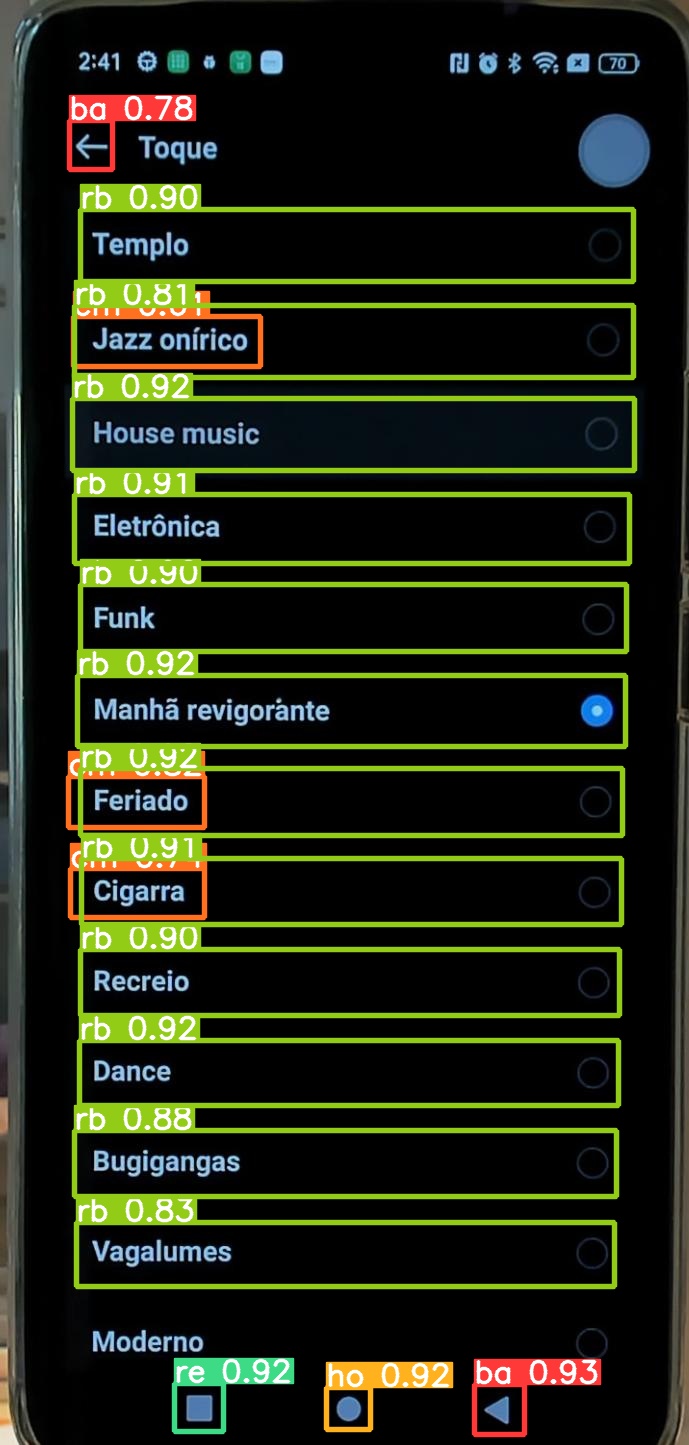 2:41 70
ba 0.78
Toque
rb 0.90
Templo
rb 0.81
Jazz onírico
rb 0.92
House music
rb 0.91
Eletrônica
rb 0.90
Funk
rb 0.92
Manhã revigorante
rb 0.92
Feriado
rb 0.91
Cigarra
rb 0.90
Recreio
rb 0.92
Dance
rb 0.88
Bugigangas
rb 0.83
Vagalumes
Moderno
re 0.92 ho 0.92 ba 0.93